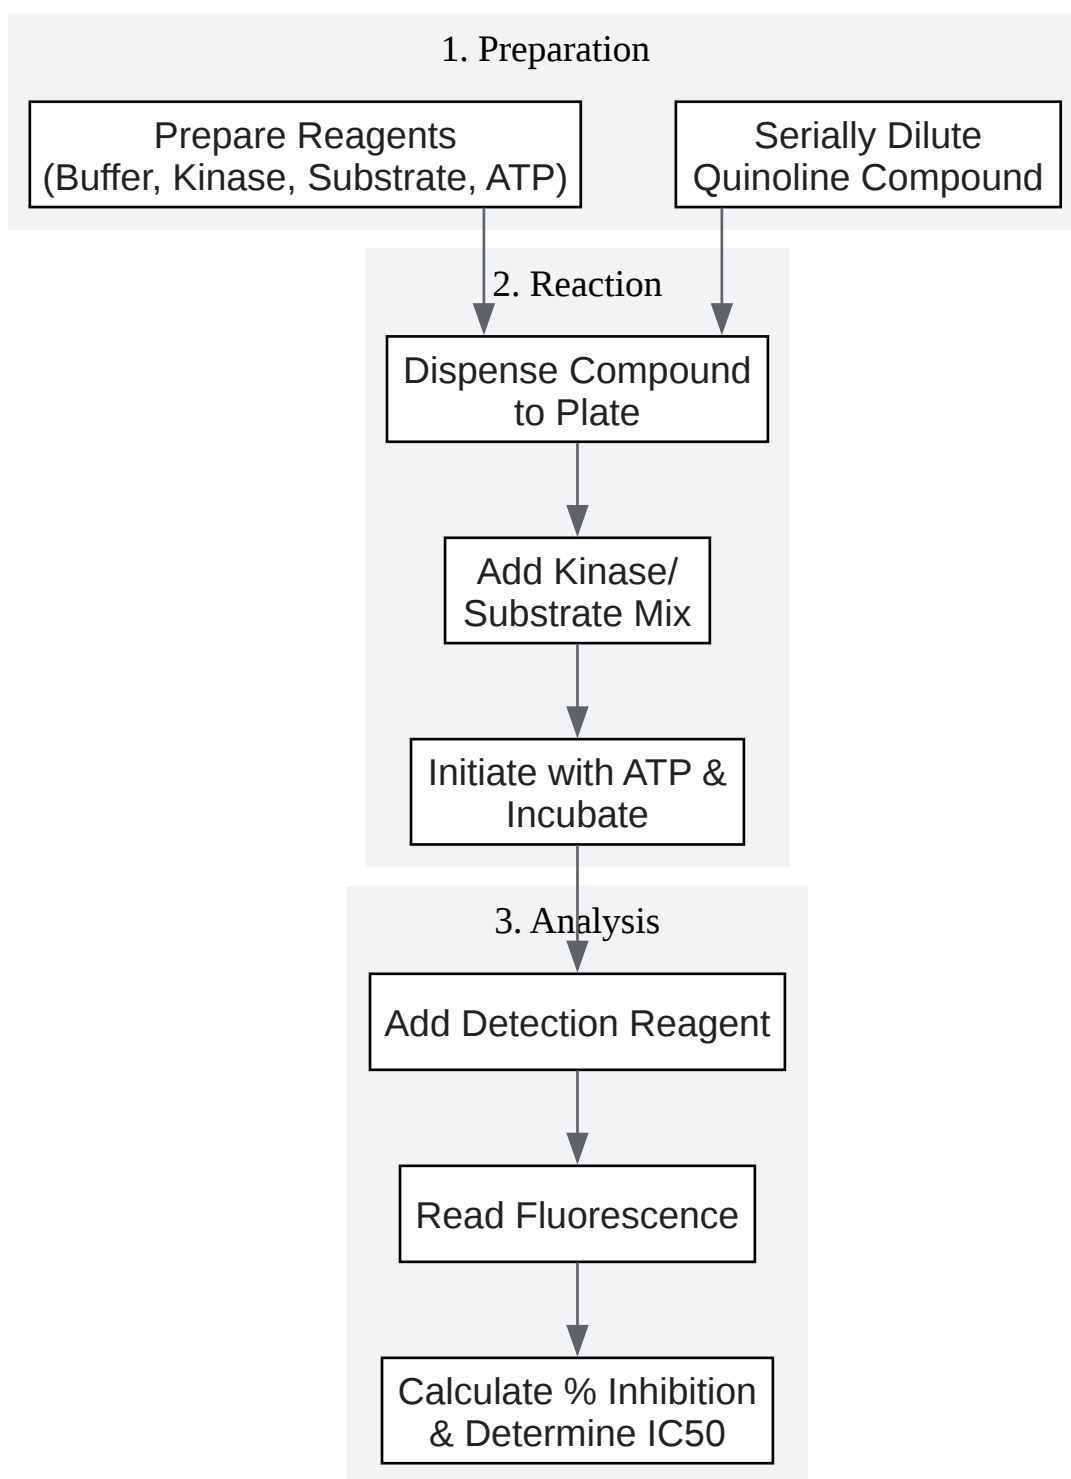 1. Preparation
Prepare Reagents
(Buffer, Kinase, Substrate, ATP)
Serially Dilute
Quinoline Compound
2. Reaction
Dispense Compound
to Plate
Add Kinase/
Substrate Mix
Initiate with ATP &
Incubate
3. Analysis
Add Detection Reagent
Read Fluorescence
Calculate % Inhibition
& Determine IC50